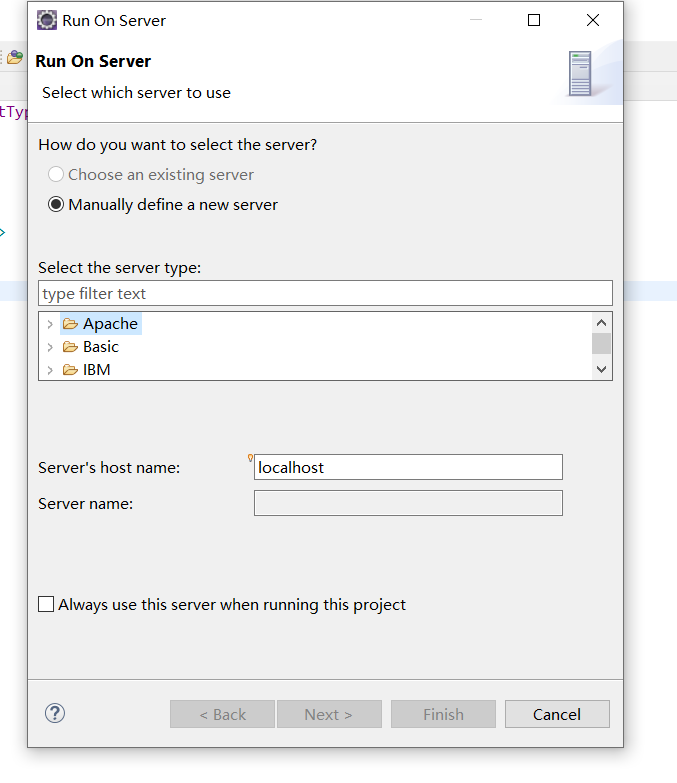 Run On Server
Run On Server
Select which server to use
How do you want to select the server?
Choose an existing server
Manually define a new server
Select the server type:
type filter text
Apache
Basic
IBM
Server's host name:
localhost
Server name:
Always use this server when running this project
< Back
Next >
Finish
Cancel